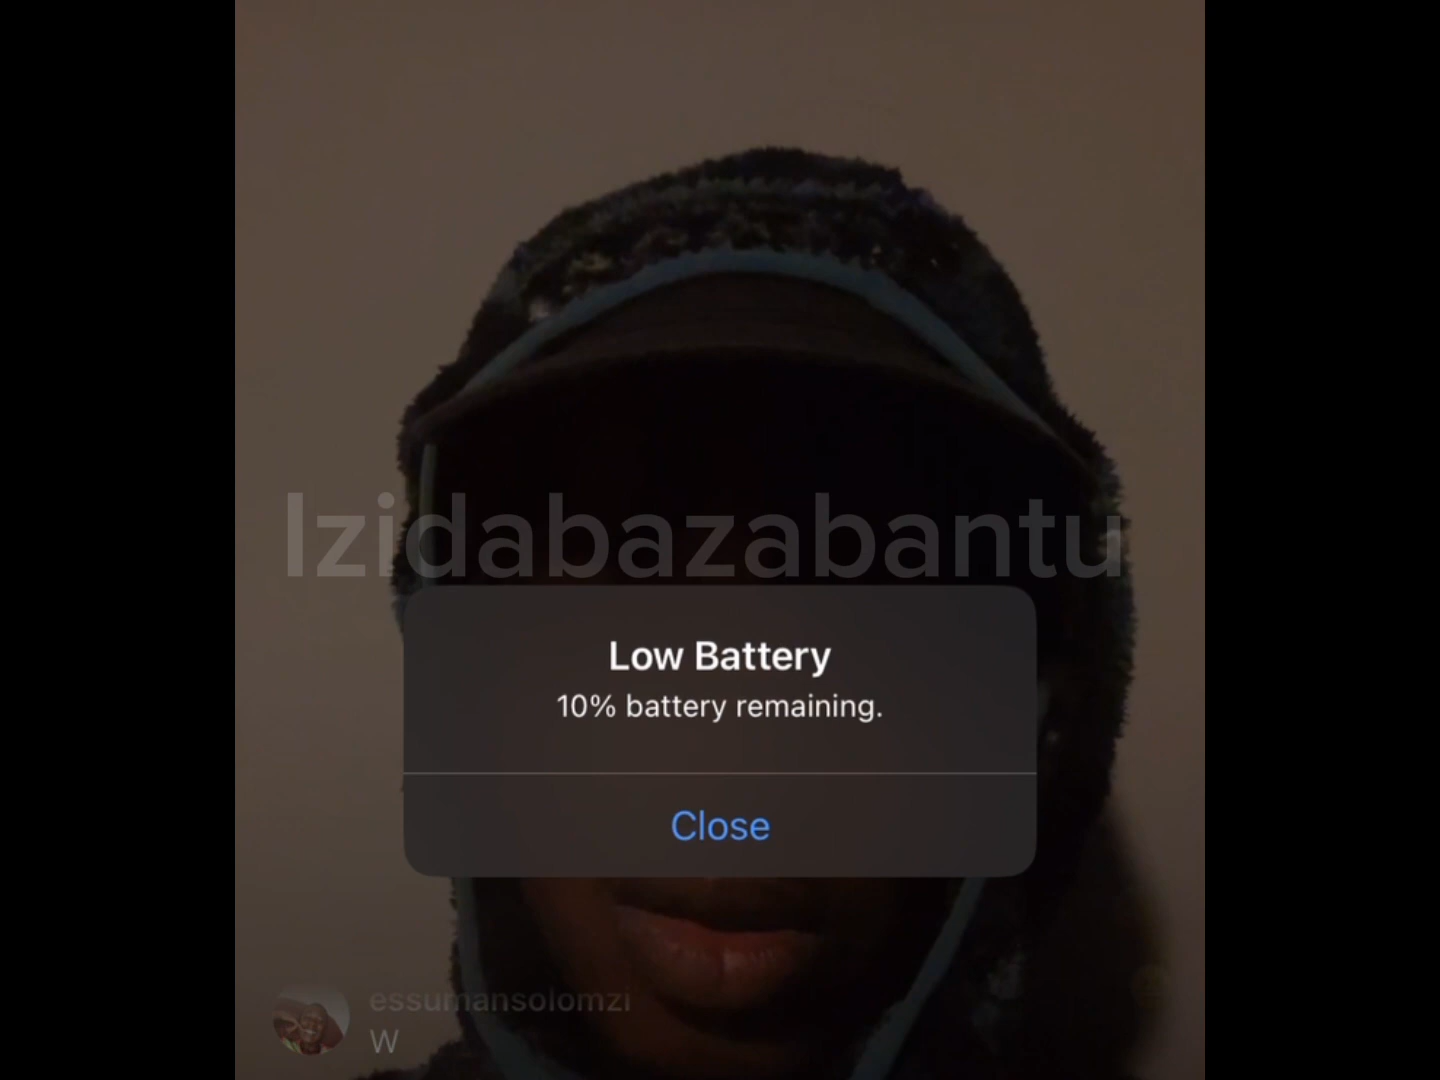 Izidabazabantu
Low Battery
10% battery remaining.
Close
essumansolomzi
W